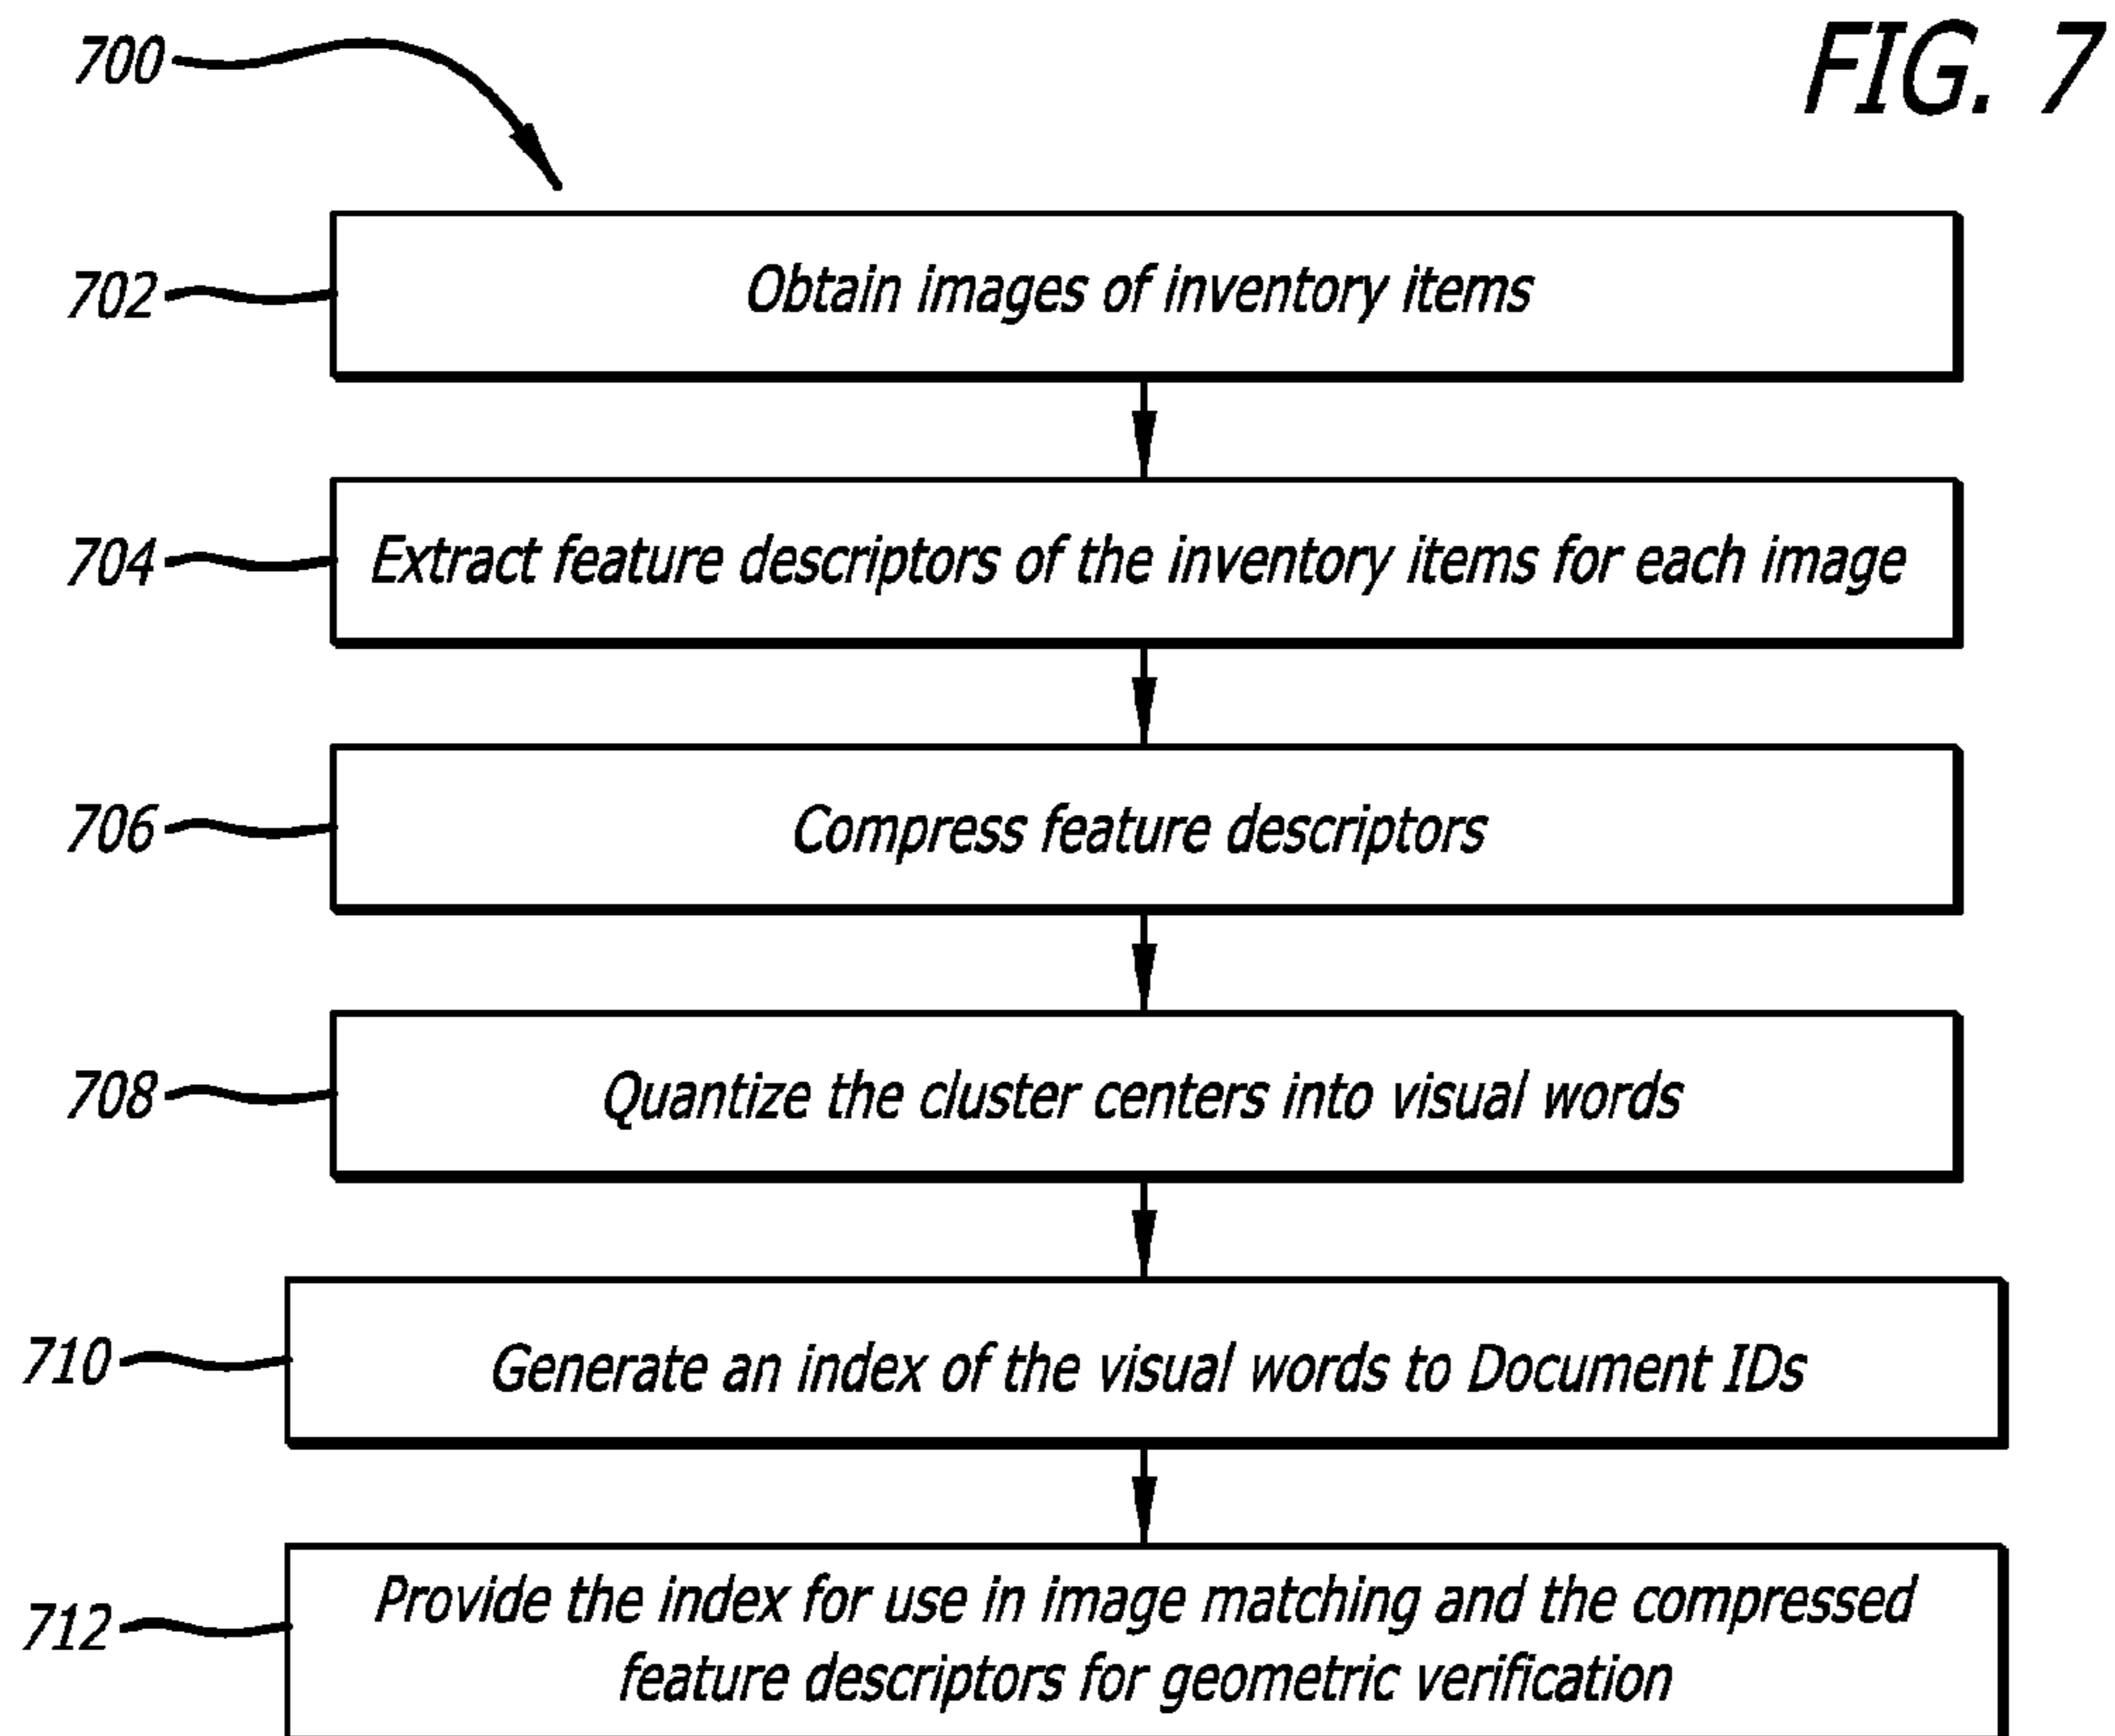 FIG. 7
700
702
Obtain images of inventory items
704
Extract feature descriptors of the inventory items for each image
706
Compress feature descriptors
708
Quantize the cluster centers into visual words
710
Generate an index of the visual words to Document IDs
712
Provide the index for use in image matching and the compressed
feature descriptors for geometric verification